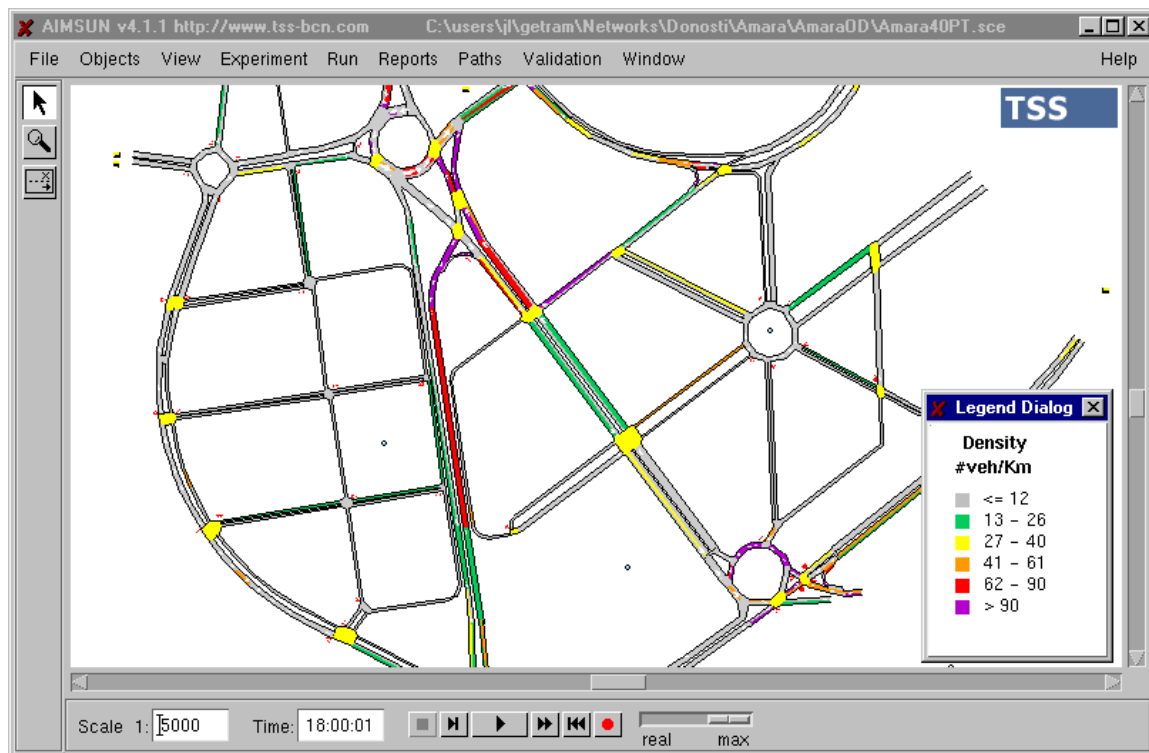 AIMSUN v4.1.1 http://www.tss-bcn.com C:\users\jl\getram\Networks\Donosti\Amara\AmaraOD\Amara40PT.sce
File Objects View Experiment Run Reports Paths Validation Window Help
TSS
Legend Dialog
Density
#veh/Km
<= 12
13 - 26
27 - 40
41 - 61
62 - 90
> 90
Scale 1: 5000 Time: 18:00:01
real max